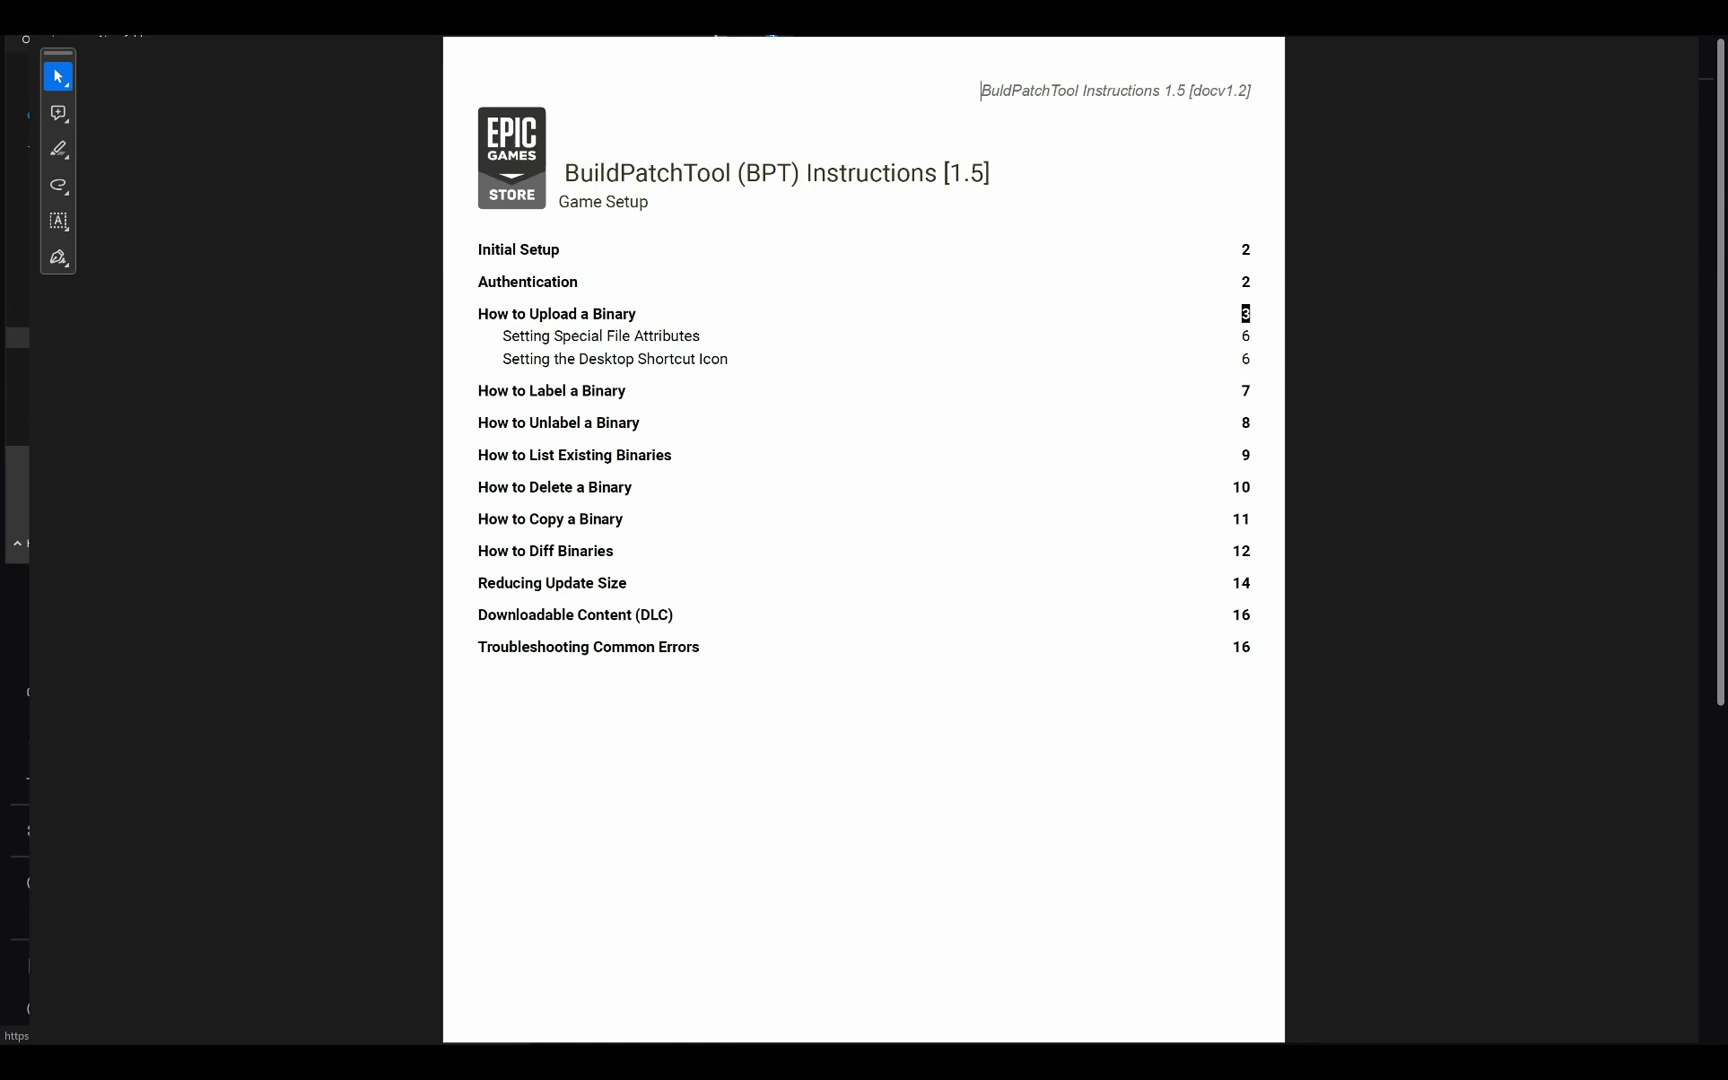 BuldPatchTool Instructions 1.5 [docv1.2]
EPIC
GAMES
STORE
BuildPatchTool (BPT) Instructions [1.5]
Game Setup
Initial Setup 2
Authentication 2
How to Upload a Binary 3
Setting Special File Attributes 6
Setting the Desktop Shortcut Icon 6
How to Label a Binary 7
How to Unlabel a Binary 8
How to List Existing Binaries 9
How to Delete a Binary 10
How to Copy a Binary 11
How to Diff Binaries 12
Reducing Update Size 14
Downloadable Content (DLC) 16
Troubleshooting Common Errors 16
https